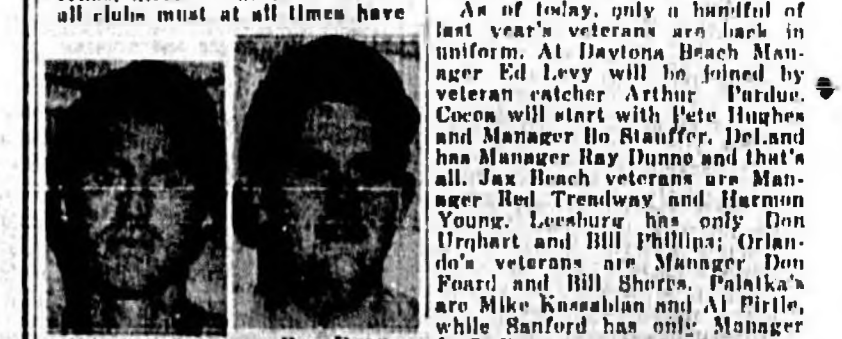 all clubs must at all times have
As of today, only a handful of
last year's veterans are back in
uniform. At Daytona Beach Man-
ager Ed Levy will be joined by
veteran catcher Arthur Pardue.
Cocoa will start with Pete Hughes
and Manager Bo Stauffer. DeLand
has Manager Ray Dunne and that's
all. Jax Beach veterans are Man-
ager Red Treadway and Harmon
Young. Leesburg has only Don
Urqhart and Bill Phillips; Orlan-
do's veterans are Manager Don
Foard and Bill Shores. Palatka's
are Mike Kassabian and Al Pirtle,
while Sanford has only Manager